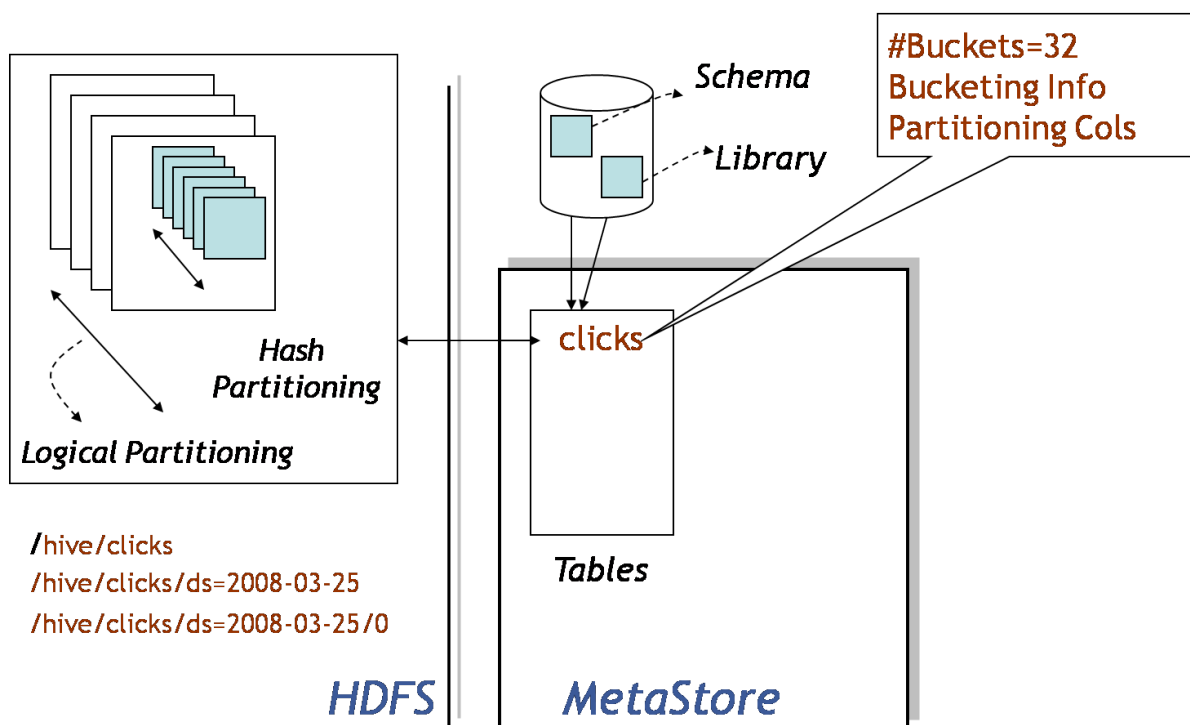 Schema
Library
#Buckets=32
Bucketing Info
Partitioning Cols
clicks
Hash
Partitioning
Logical Partitioning
/hive/clicks
/hive/clicks/ds=2008-03-25
/hive/clicks/ds=2008-03-25/0
Tables
HDFS
MetaStore